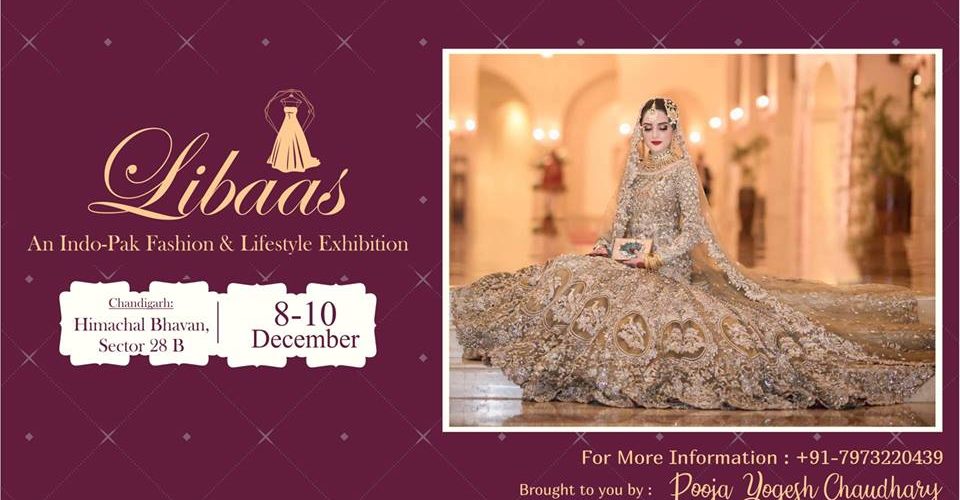 Libaas
An Indo-Pak Fashion & Lifestyle Exhibition
Chandigarh:
Himachal Bhavan,
Sector 28 B
8-10
December
For More Information : +91-7973220439
Brought to you by : Pooja Yogesh Chaudhary